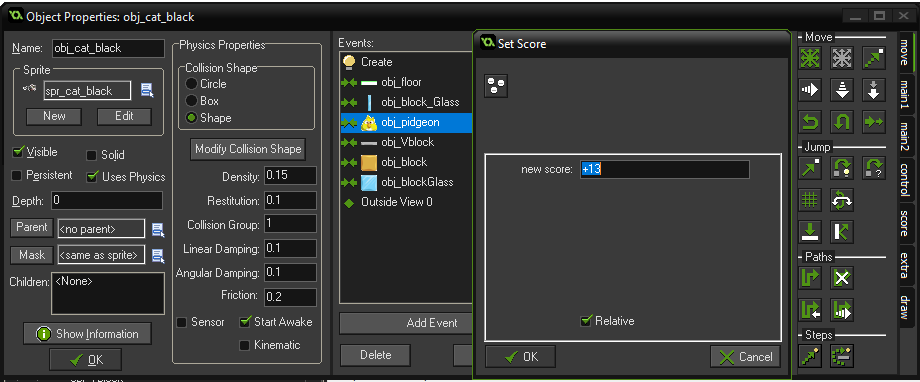 Object Properties: obj_cat_black
Name: obj_cat_black
Sprite
spr_cat_black
New Edit
Visible Solid
Persistent Uses Physics
Depth: 0
Parent <no parent>
Mask <same as sprite>
Children: <None>
Show Information
OK
Physics Properties
Collision Shape
Circle
Box
Shape
Modify Collision Shape
Density: 0.15
Restitution: 0.1
Collision Group: 1
Linear Damping: 0.1
Angular Damping: 0.1
Friction: 0.2
Sensor Start Awake
Kinematic
Events:
Create
obj_floor
obj_block_Glass
obj_pidgeon
obj_Vblock
obj_block
obj_blockGlass
Outside View 0
Add Event
Delete
Set Score
new score: +13
Relative
OK Cancel
Move
Jump
Paths
Steps
move
main1
main2
control
score
extra
draw